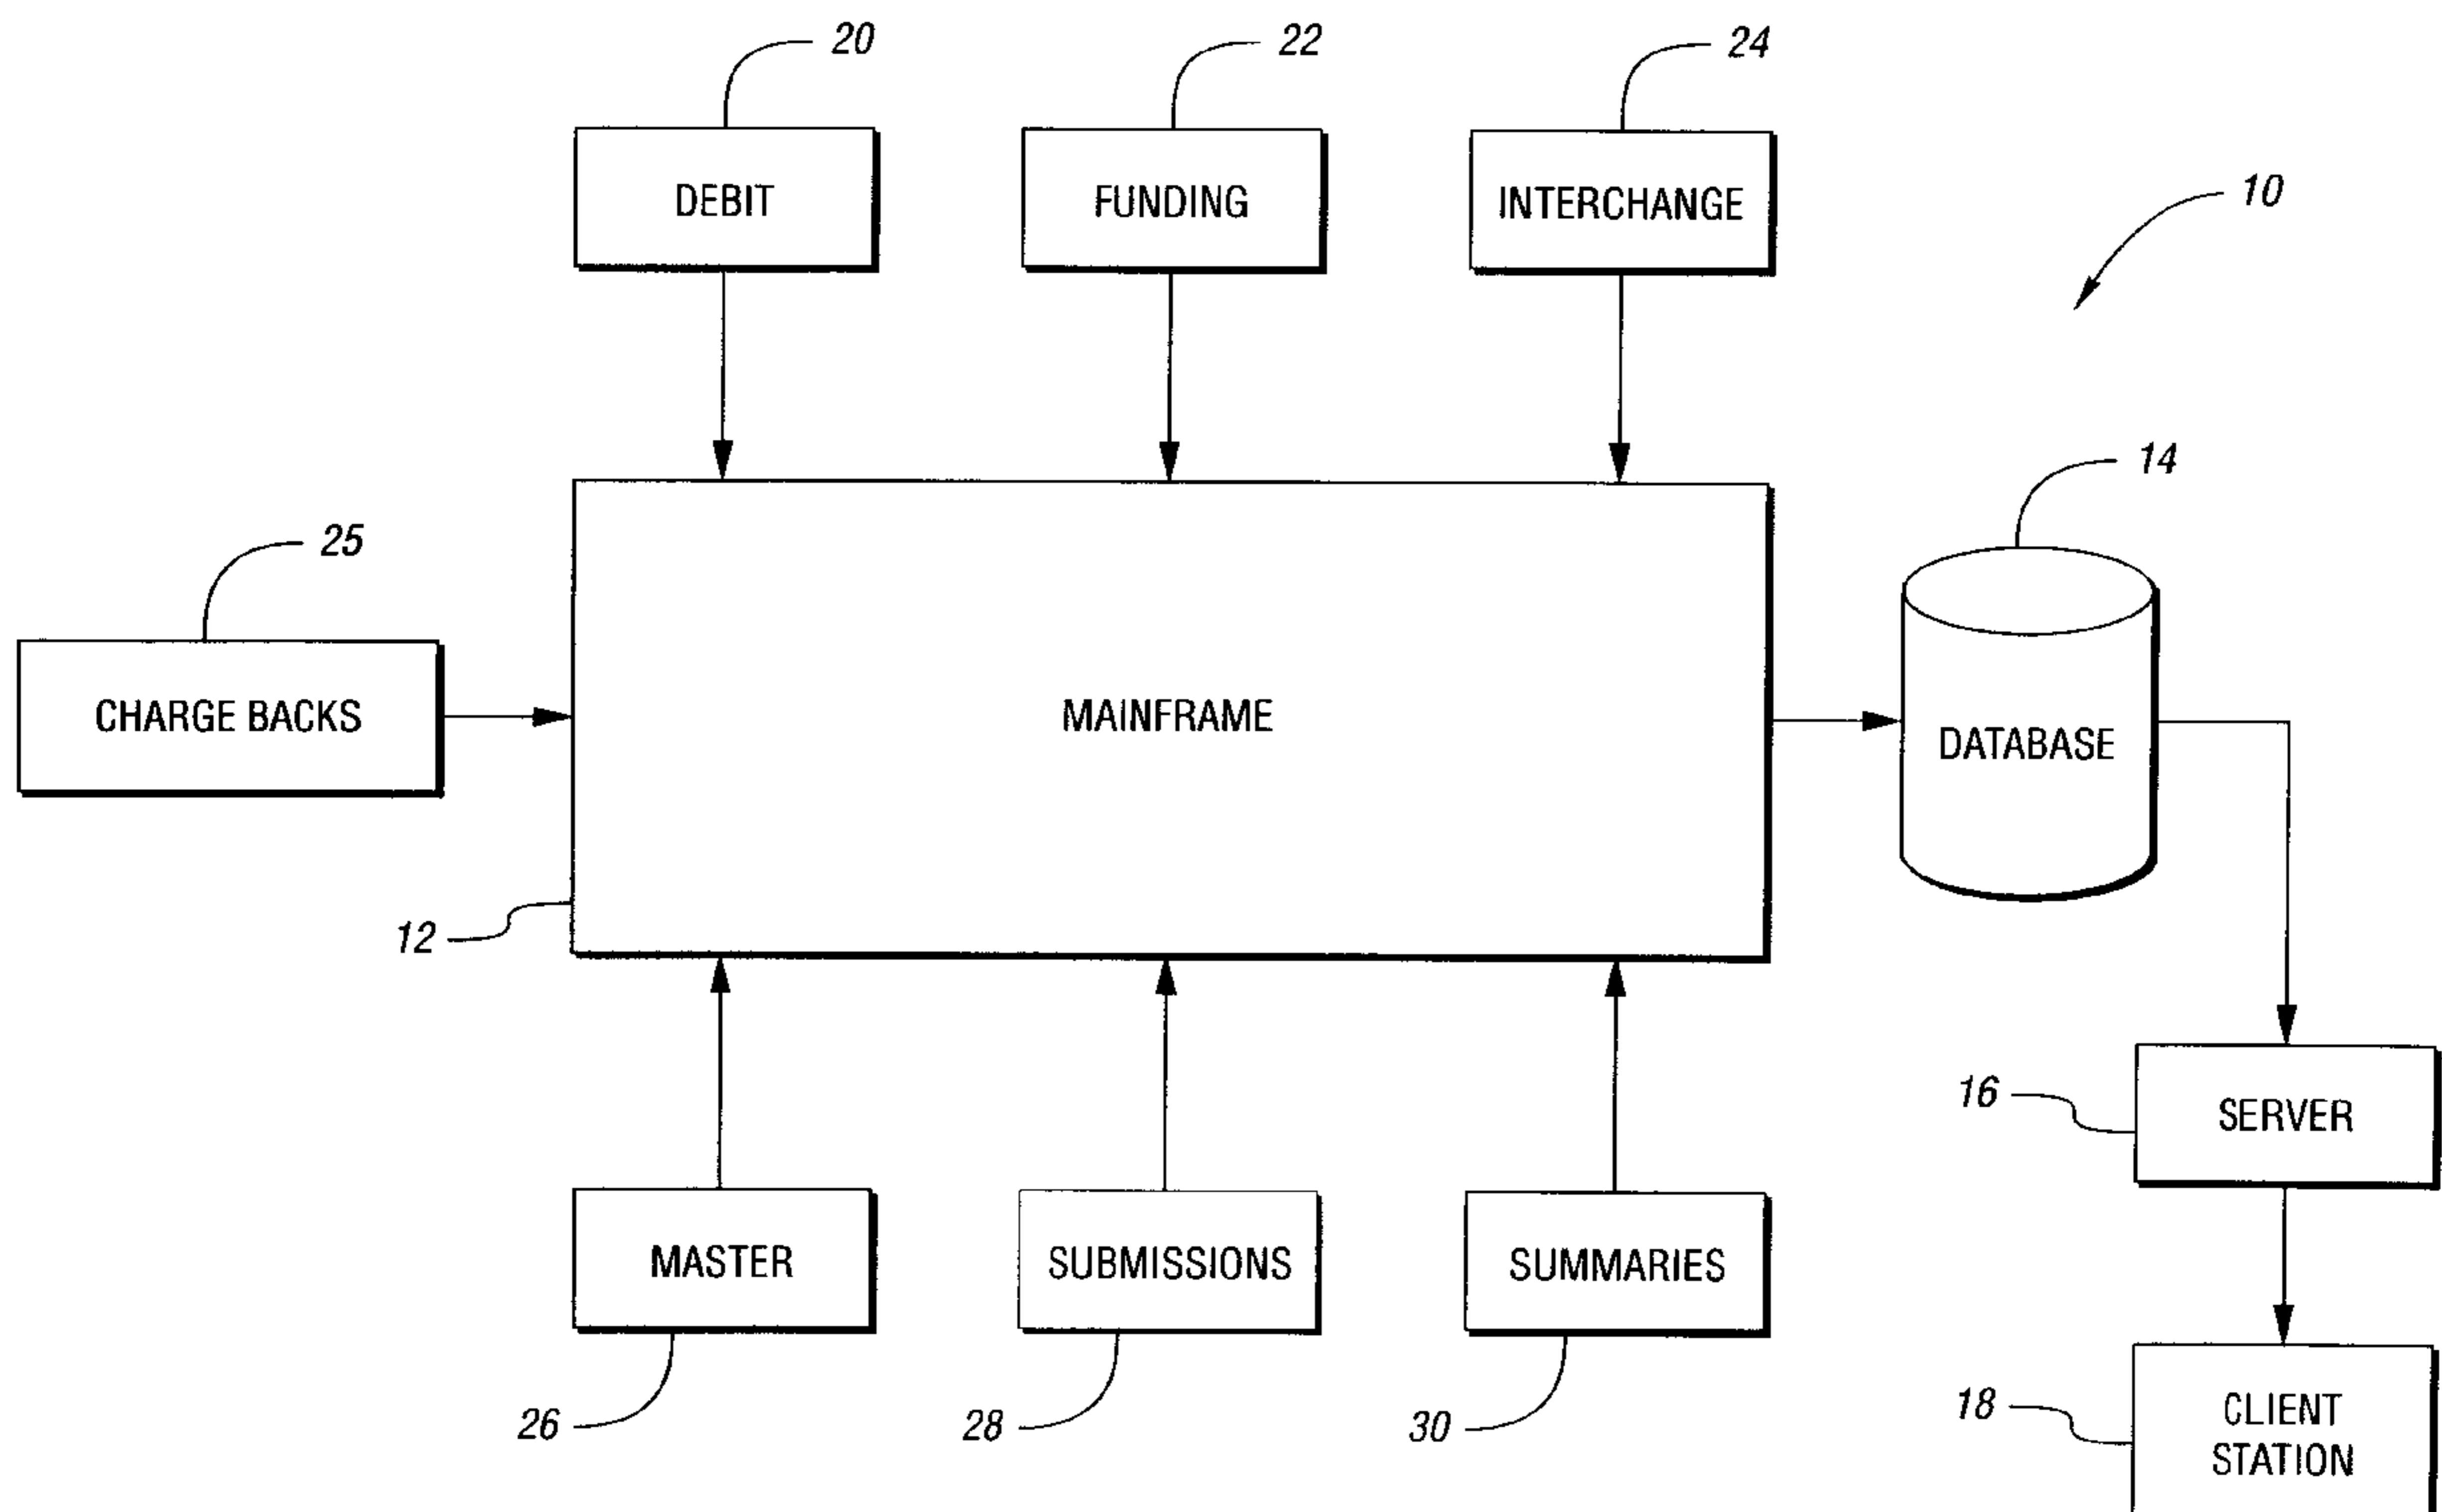 20
22
24
DEBIT
FUNDING
INTERCHANGE
10
14
25
CHARGE BACKS
MAINFRAME
DATABASE
12
16
SERVER
MASTER
SUBMISSIONS
SUMMARIES
26
28
30
18
CLIENT
STATION